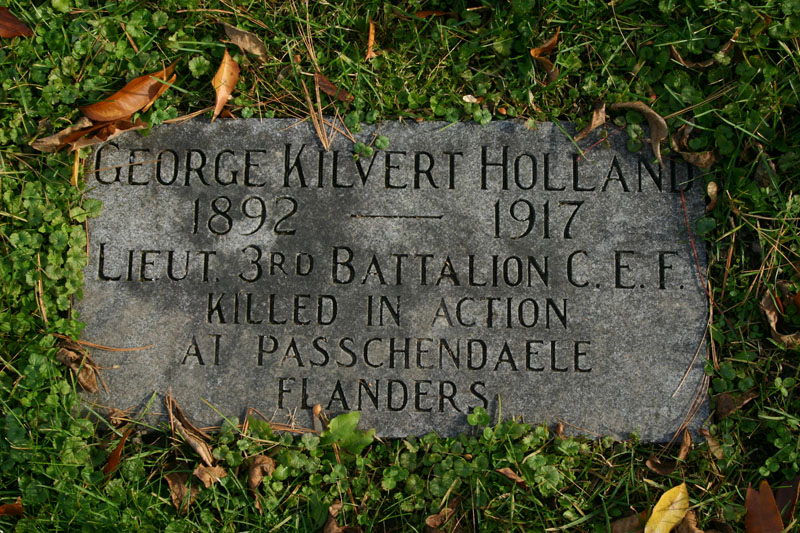 GEORGE KILVERT HOLLAND
1892 — 1917
LIEUT. 3RD BATTALION C.E.F.
KILLED IN ACTION
AT PASSCHENDAELE
FLANDERS